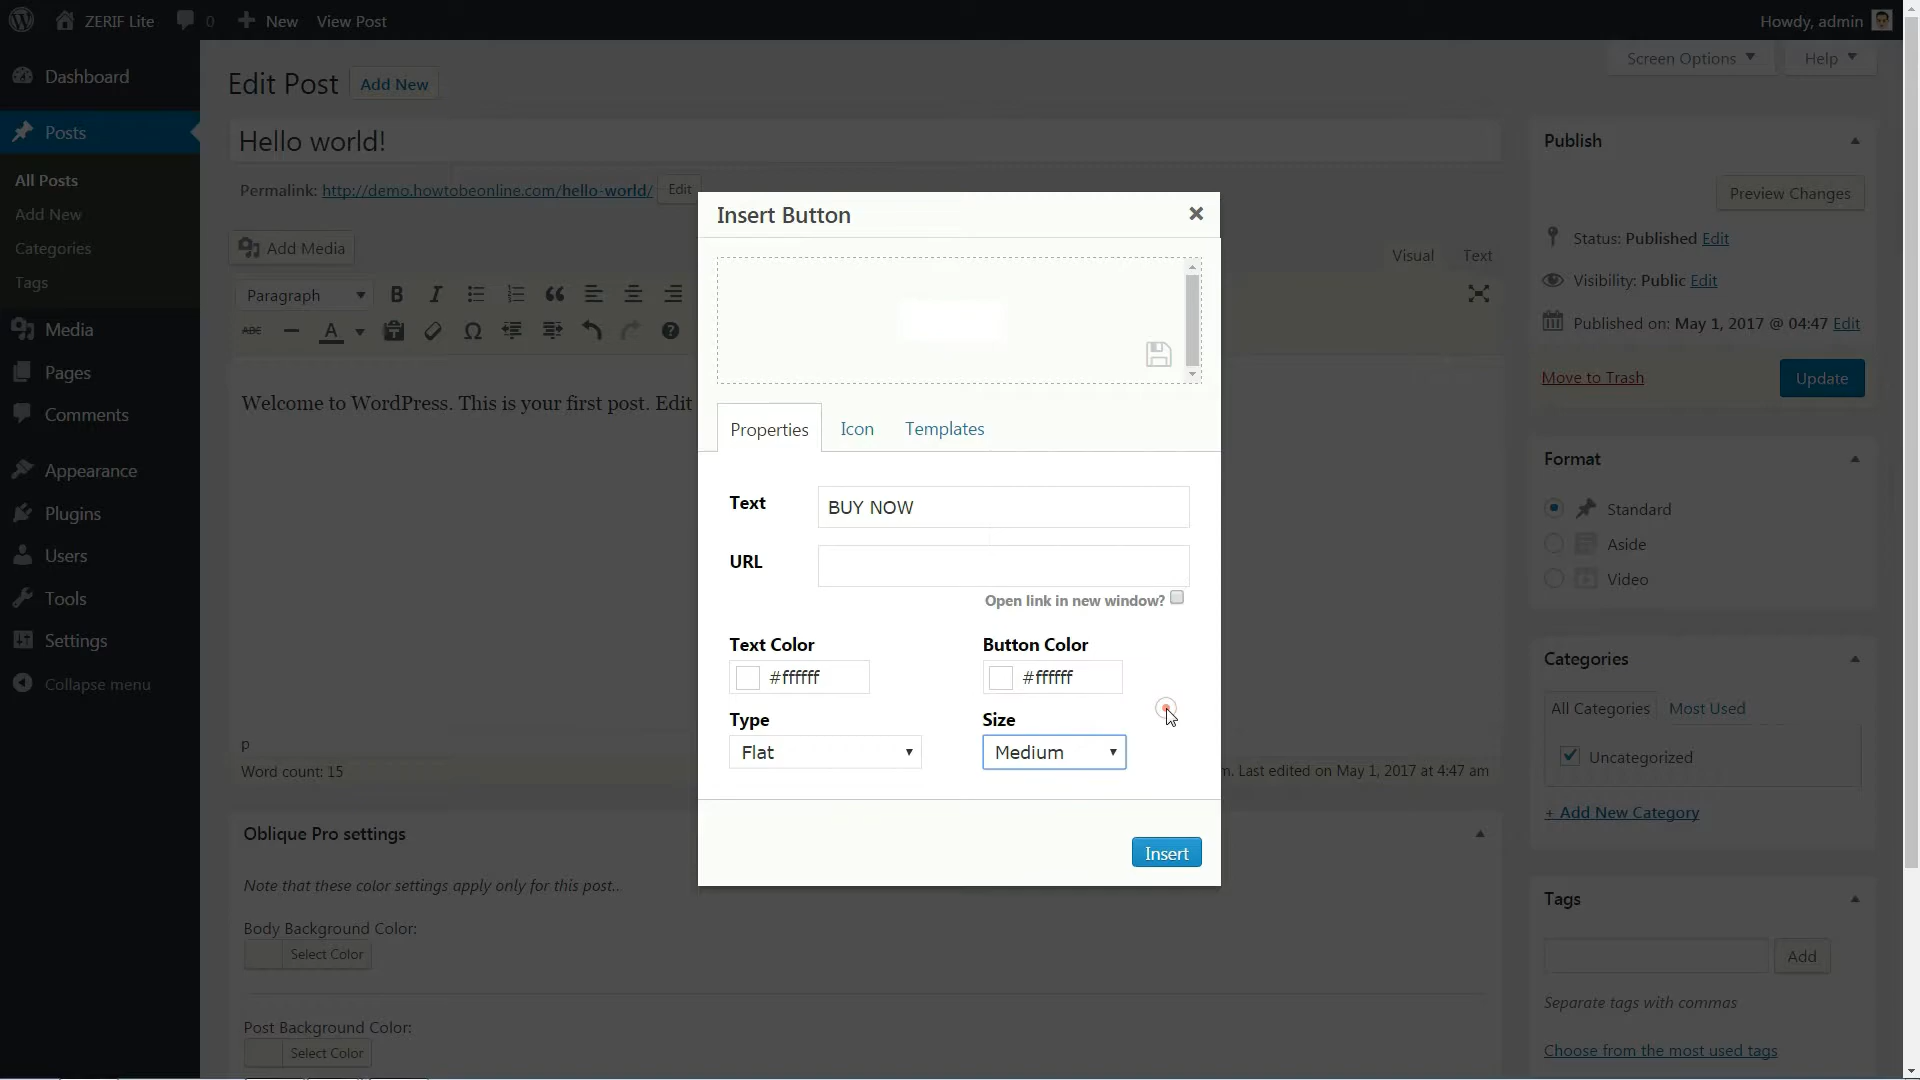 ZERIF Lite
0
New
View Post
Howdy, admin
Dashboard
Posts
All Posts
Add New
Categories
Tags
Media
Pages
Comments
Appearance
Plugins
Users
Tools
Settings
Collapse menu
Screen Options
Help
Edit Post
Add New
Hello world!
Permalink: http://demo.howtobeonline.com/hello-world/ Edit
Add Media
Visual
Text
Paragraph
B
I
ABC
A
Ω
Welcome to WordPress. This is your first post. Edit
p
Word count: 15
m. Last edited on May 1, 2017 at 4:47 am
Oblique Pro settings
Note that these color settings apply only for this post..
Body Background Color:
Select Color
Post Background Color:
Select Color
Insert Button
Properties
Icon
Templates
Text
BUY NOW
URL
Open link in new window?
Text Color
#ffffff
Button Color
#ffffff
Type
Flat
Size
Medium
Insert
Publish
Preview Changes
Status: Published Edit
Visibility: Public Edit
Published on: May 1, 2017 @ 04:47 Edit
Move to Trash
Update
Format
Standard
Aside
Video
Categories
All Categories
Most Used
Uncategorized
+ Add New Category
Tags
Add
Separate tags with commas
Choose from the most used tags